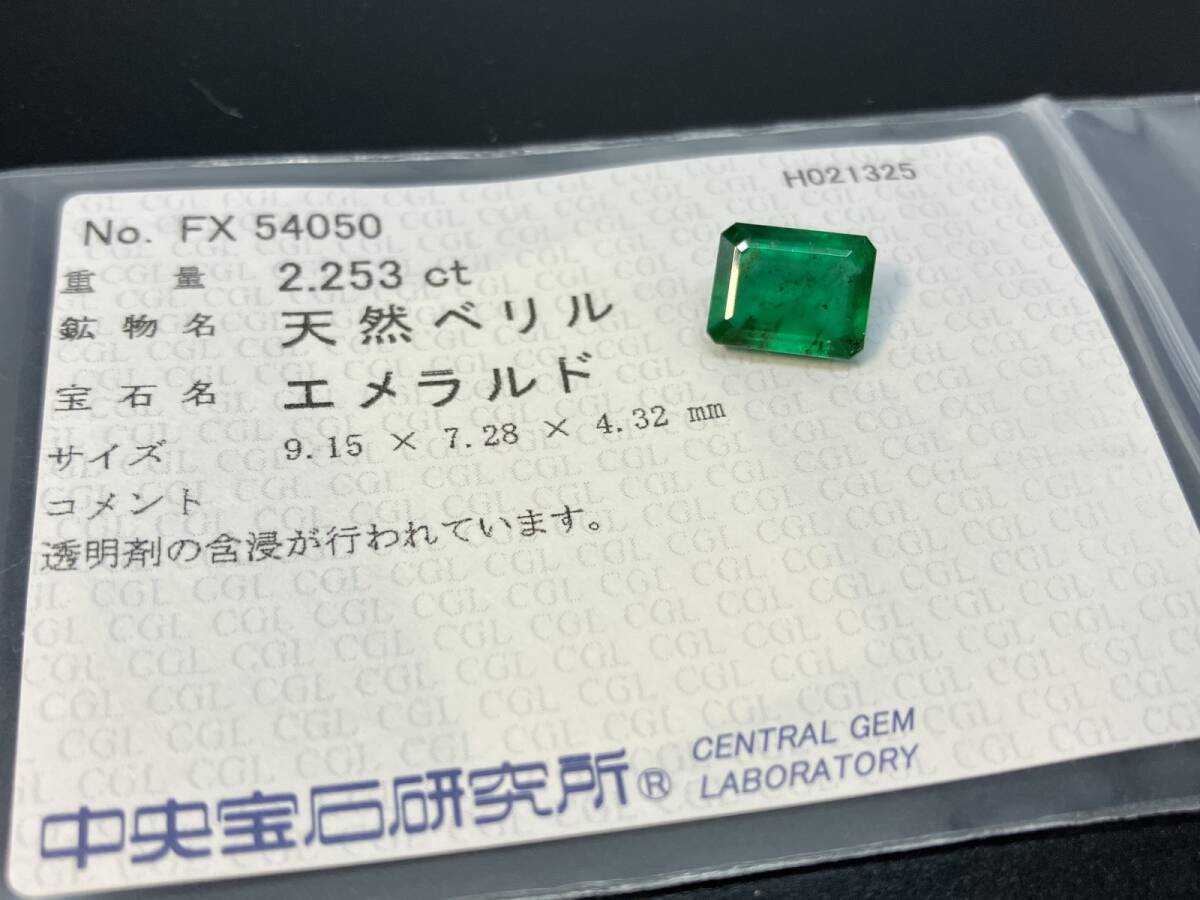 H021325
No. FX 54050
重量 2.253 ct
鉱物名 天然ベリル
宝石名 エメラルド
サイズ 9.15 × 7.28 × 4.32 mm
コメント
透明剤の含浸が行われています。
中央宝石研究所® CENTRAL GEM
LABORATORY